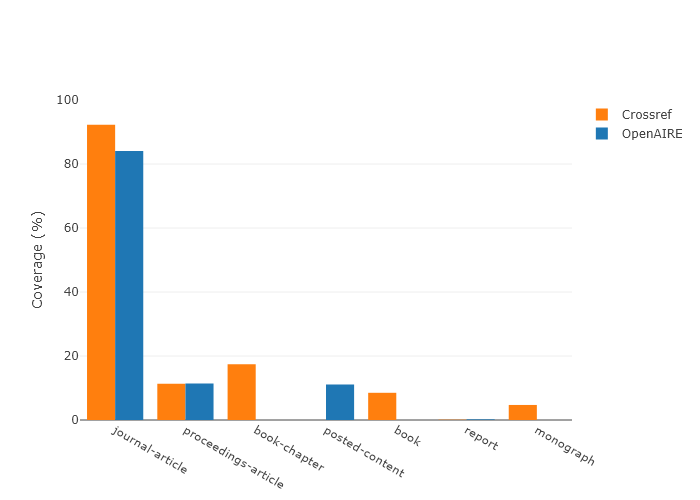 100
80
60
40
20
0
Coverage (%)
journal-article
proceedings-article
book-chapter
posted-content
book
report
monograph
Crossref
OpenAIRE